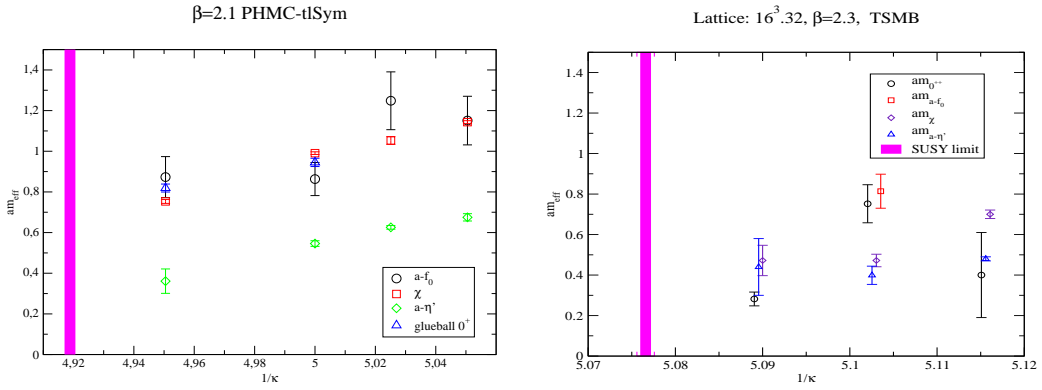 β=2.1 PHMC-tlSym
am_eff
1,4
1,2
1
0,8
0,6
0,4
0,2
0
4,92 4,94 4,96 4,98 5 5,02 5,04
1/κ
a-f_0
χ
a-η'
glueball 0^+
Lattice: 16^3.32, β=2.3, TSMB
am_eff
1.4
1.2
1
0.8
0.6
0.4
0.2
0
5.07 5.08 5.09 5.1 5.11 5.12
1/κ
am_0^++
am_a-f_0
am_χ
am_a-η'
SUSY limit